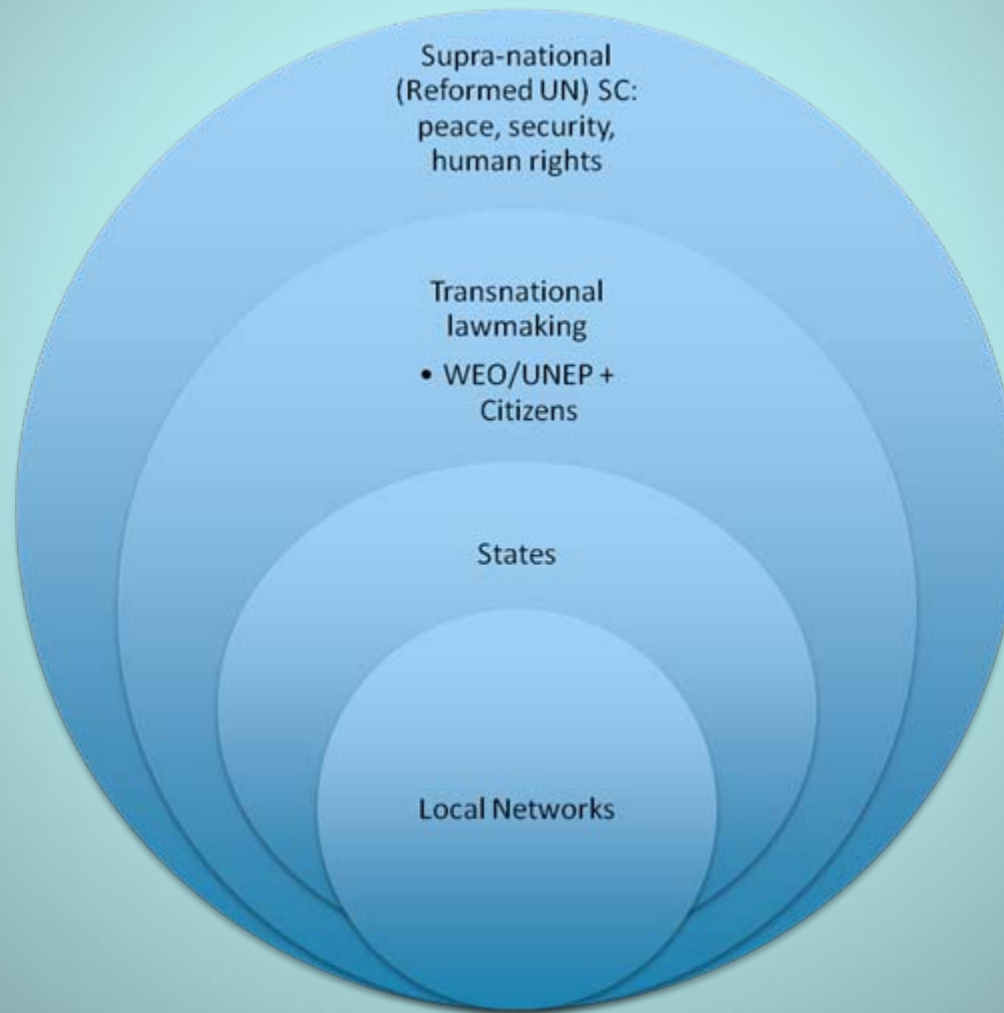 Supra-national
(Reformed UN) SC:
peace, security,
human rights
Transnational
lawmaking
• WEO/UNEP +
Citizens
States
Local Networks